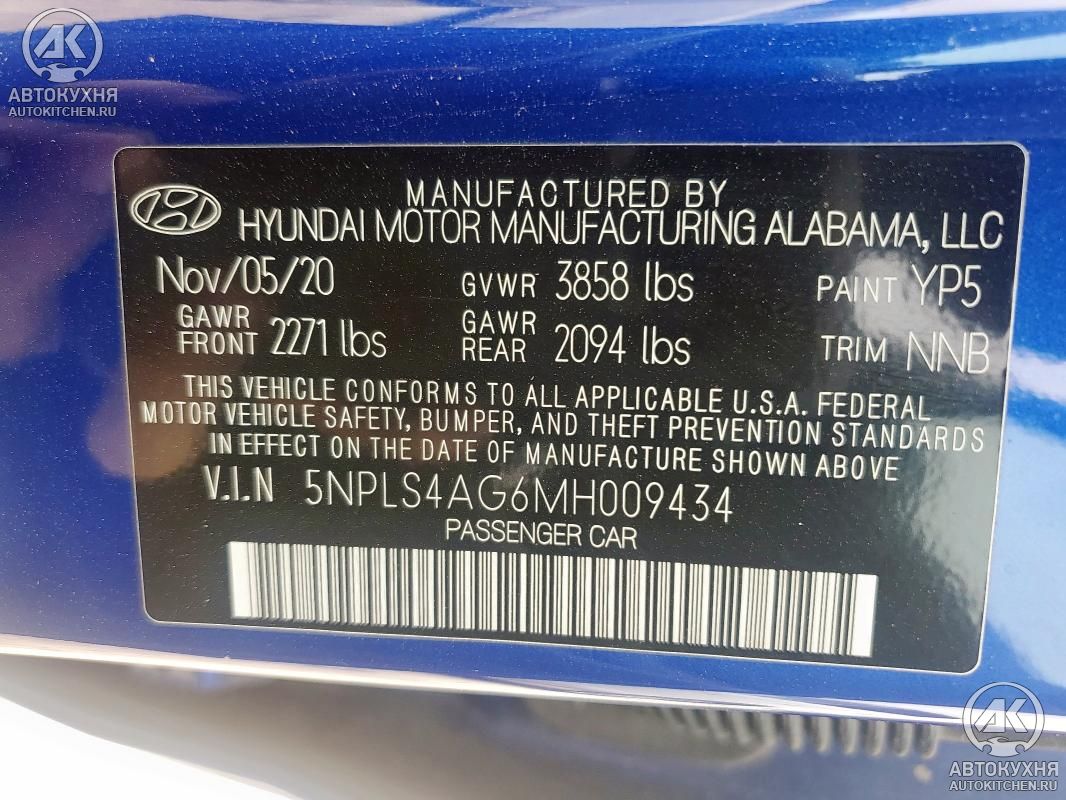 АВТОКУХНЯ
AUTOKITCHEN.RU
MANUFACTURED BY
HYUNDAI MOTOR MANUFACTURING ALABAMA, LLC
Nov/05/20 GVWR 3858 lbs PAINT YP5
GAWR FRONT 2271 lbs GAWR REAR 2094 lbs TRIM NNB
THIS VEHICLE CONFORMS TO ALL APPLICABLE U.S.A. FEDERAL
MOTOR VEHICLE SAFETY, BUMPER, AND THEFT PREVENTION STANDARDS
IN EFFECT ON THE DATE OF MANUFACTURE SHOWN ABOVE
V.I.N 5NPLS4AG6MH009434
PASSENGER CAR
АВТОКУХНЯ
AUTOKITCHEN.RU